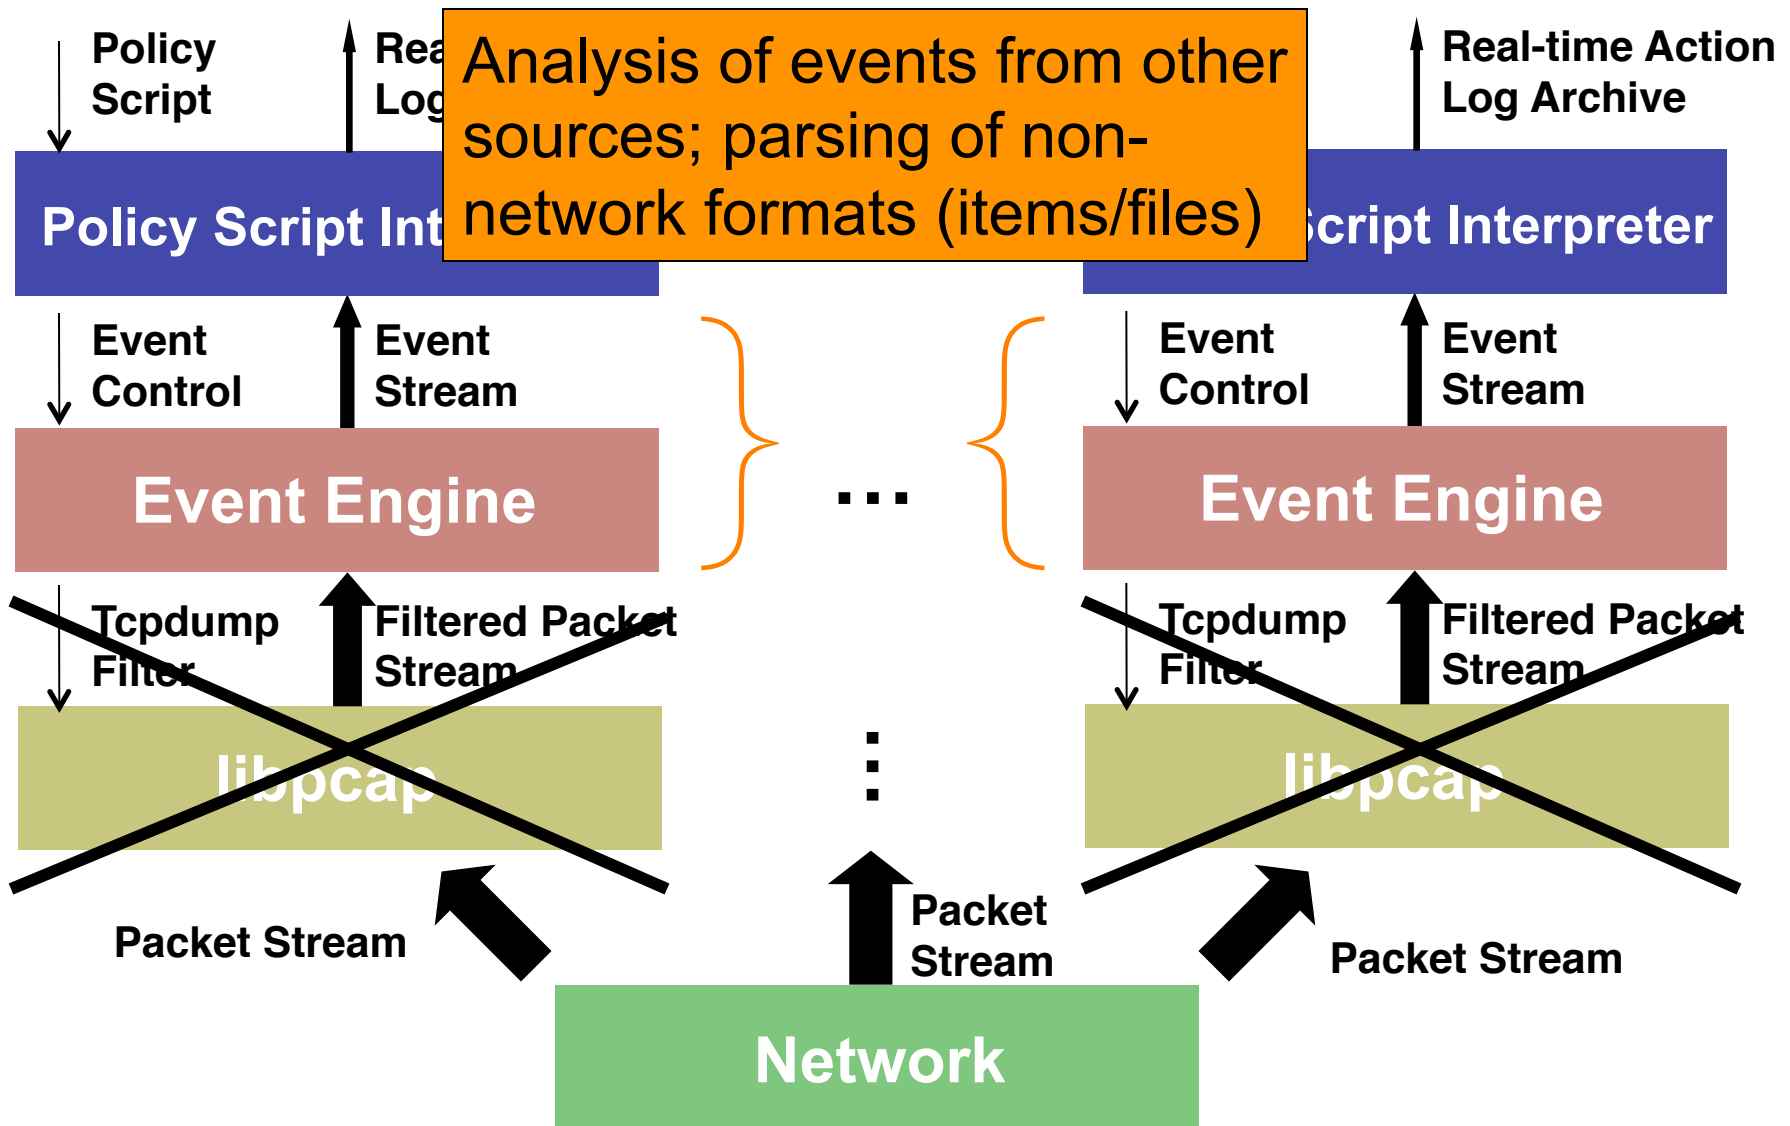 Policy
Script
Rea
Log
Analysis of events from other
sources; parsing of non-
network formats (items/files)
Real-time Action
Log Archive
Policy Script Int
Script Interpreter
Event
Control
Event
Stream
Event
Control
Event
Stream
Event Engine
...
Event Engine
Tcpdump
Filter
Filtered Packet
Stream
Tcpdump
Filter
Filtered Packet
Stream
libpcap
libpcap
Packet Stream
Packet
Stream
Packet Stream
Network